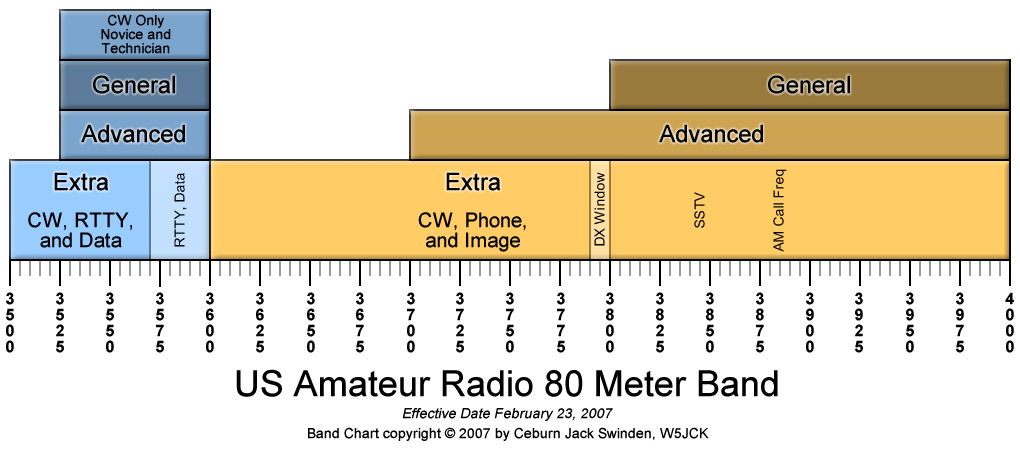 CW Only
Novice and
Technician
General
General
Advanced
Advanced
Extra
CW, RTTY,
and Data
RTTY, Data
Extra
CW, Phone,
and Image
DX Window
SSTV
AM Call Freq
3500
3525
3550
3575
3600
3625
3650
3675
3700
3725
3750
3775
3800
3825
3850
3875
3900
3925
3950
3975
4000
US Amateur Radio 80 Meter Band
Effective Date February 23, 2007
Band Chart copyright © 2007 by Ceburn Jack Swinden, W5JCK